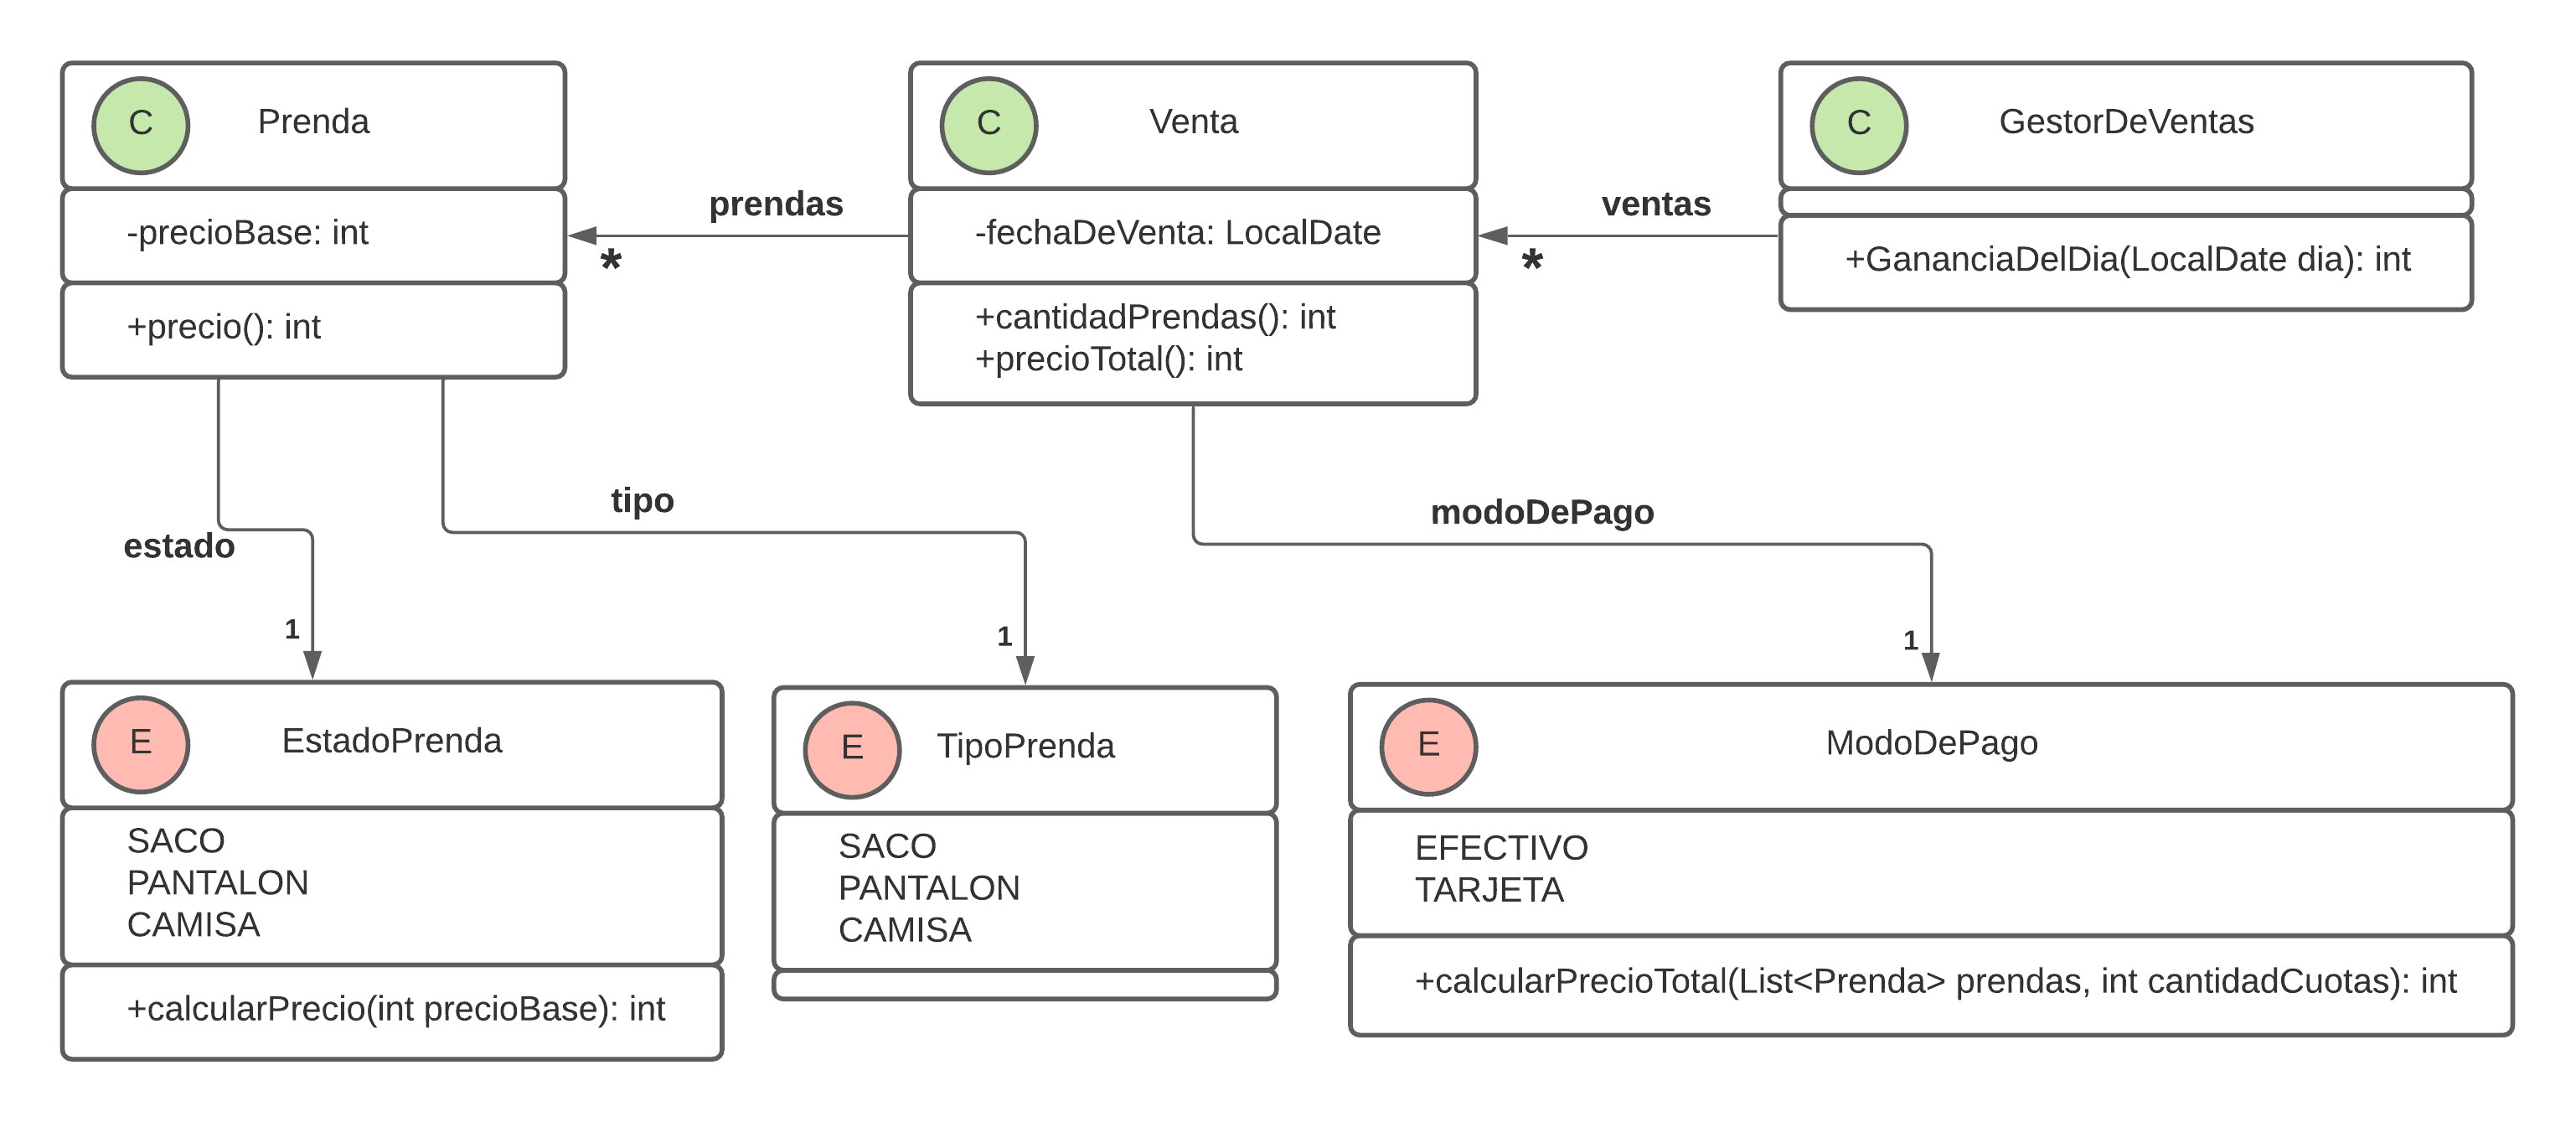 C
Prenda
-precioBase: int
+precio(): int
prendas
*
C
Venta
-fechaDeVenta: LocalDate
+cantidadPrendas(): int
+precioTotal(): int
ventas
*
C
GestorDeVentas
+GananciaDelDia(LocalDate dia): int
estado
1
tipo
1
modoDePago
1
E
EstadoPrenda
SACO
PANTALON
CAMISA
+calcularPrecio(int precioBase): int
E
TipoPrenda
SACO
PANTALON
CAMISA
E
ModoDePago
EFECTIVO
TARJETA
+calcularPrecioTotal(List<Prenda> prendas, int cantidadCuotas): int